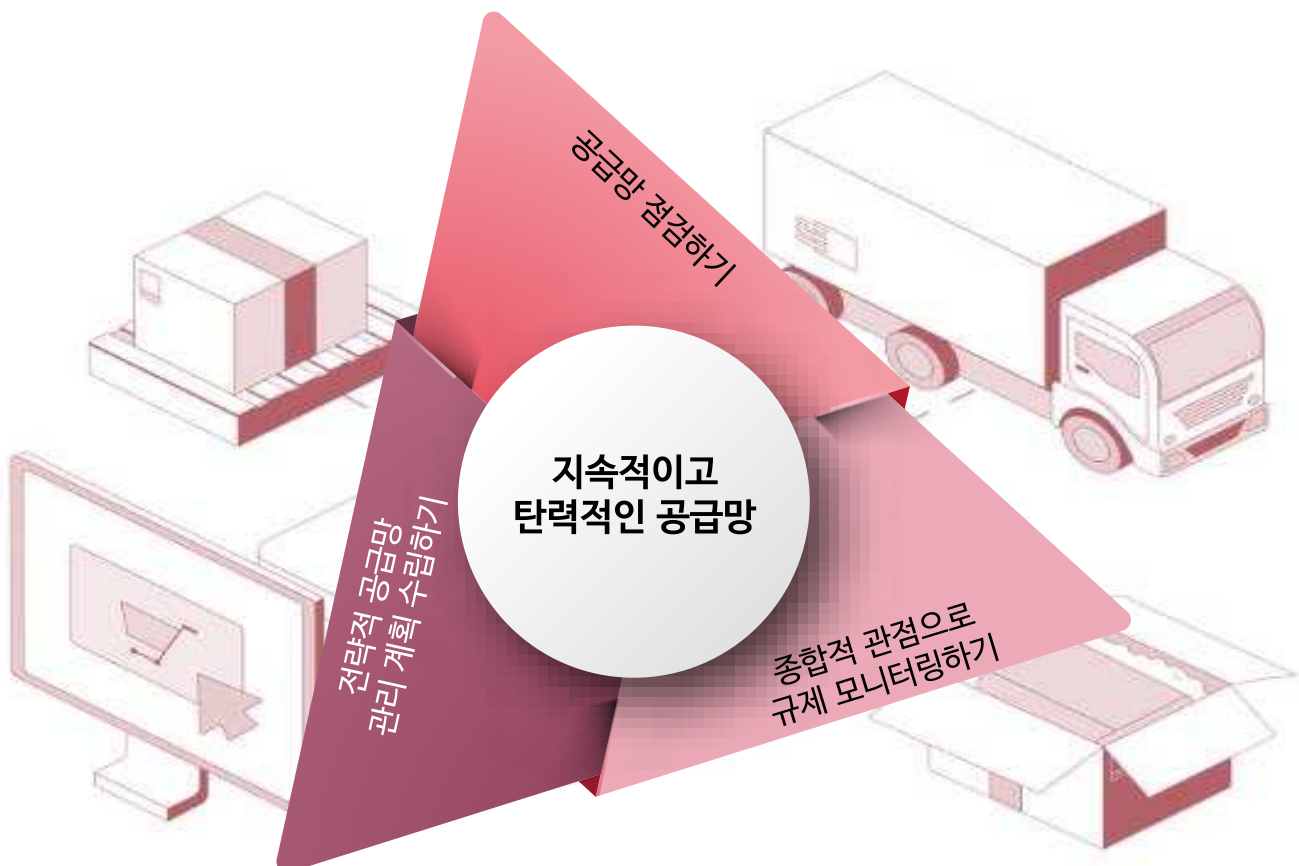 공급망 점검하기
지속적이고
탄력적인 공급망
전략적 공급망
관리 계획 수립하기
종합적 관점으로
규제 모니터링하기